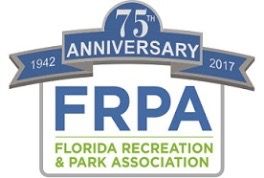 75TH
ANNIVERSARY
1942 2017
FRPA
FLORIDA RECREATION
& PARK ASSOCIATION